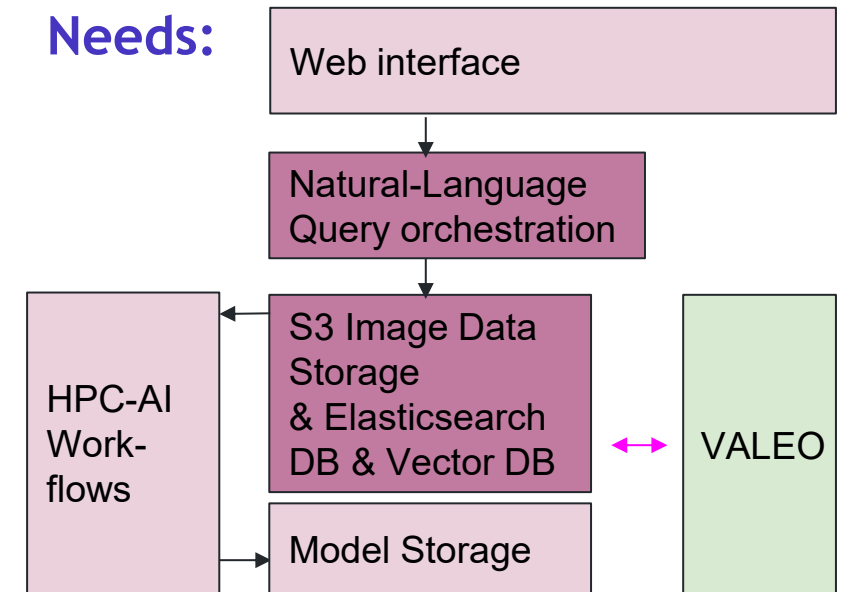 Needs:
Web interface
Natural-Language
Query orchestration
S3 Image Data
Storage
& Elasticsearch
DB & Vector DB
HPC-AI
Work-
flows
VALEO
Model Storage